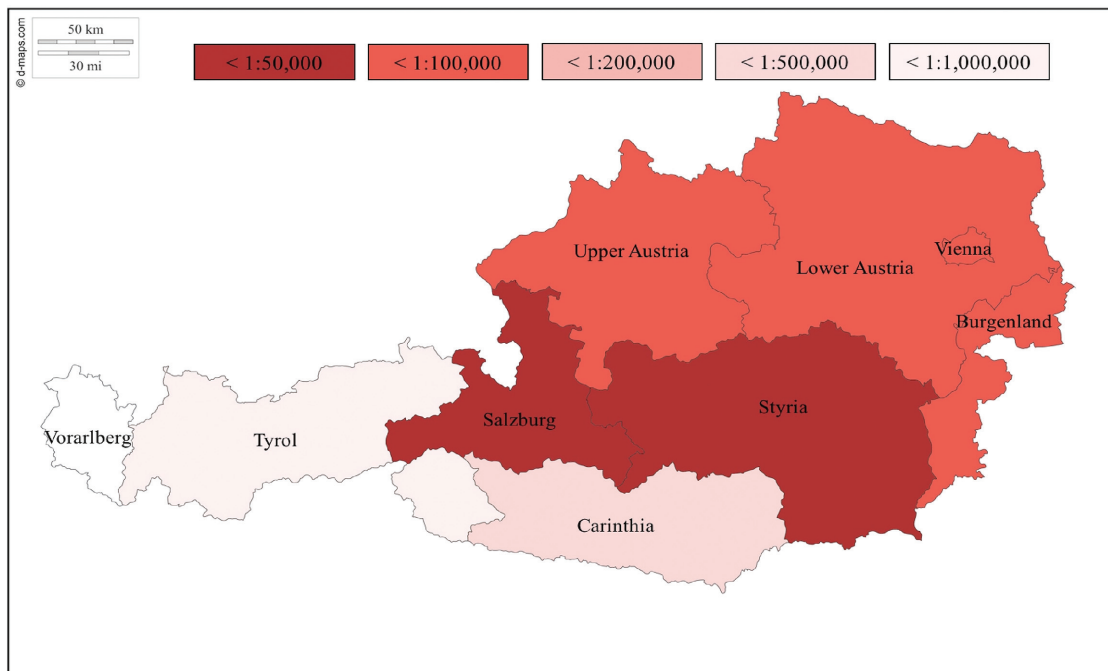 © d-maps.com
50 km
30 mi
< 1:50,000
< 1:100,000
< 1:200,000
< 1:500,000
< 1:1,000,000
Upper Austria
Lower Austria
Vienna
Burgenland
Vorarlberg
Tyrol
Salzburg
Styria
Carinthia